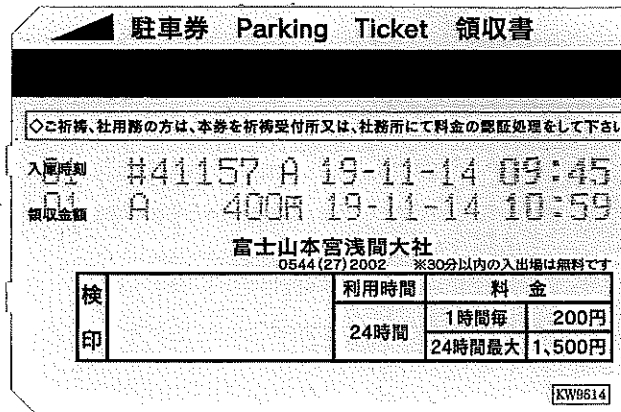 駐車券 Parking Ticket 領収書
◇ご祈祷、社用務の方は、本券を祈祷受付所又は、社務所にて料金の認証処理をして下さい
入庫時刻 01 #41157 A 19-11-14 09:45
領収金額 01 A 400円 19-11-14 10:59
富士山本宮浅間大社
0544(27)2002 ※30分以内の入出場は無料です
検印
利用時間 料金
24時間
1時間毎 200円
24時間最大 1,500円
KW9614